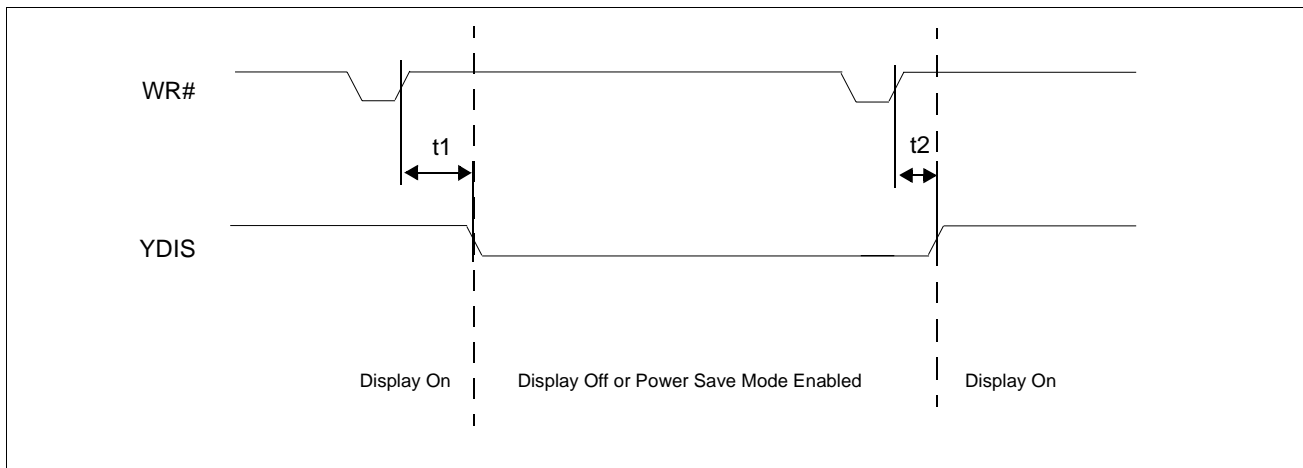 WR#
t1
t2
YDIS
Display On
Display Off or Power Save Mode Enabled
Display On